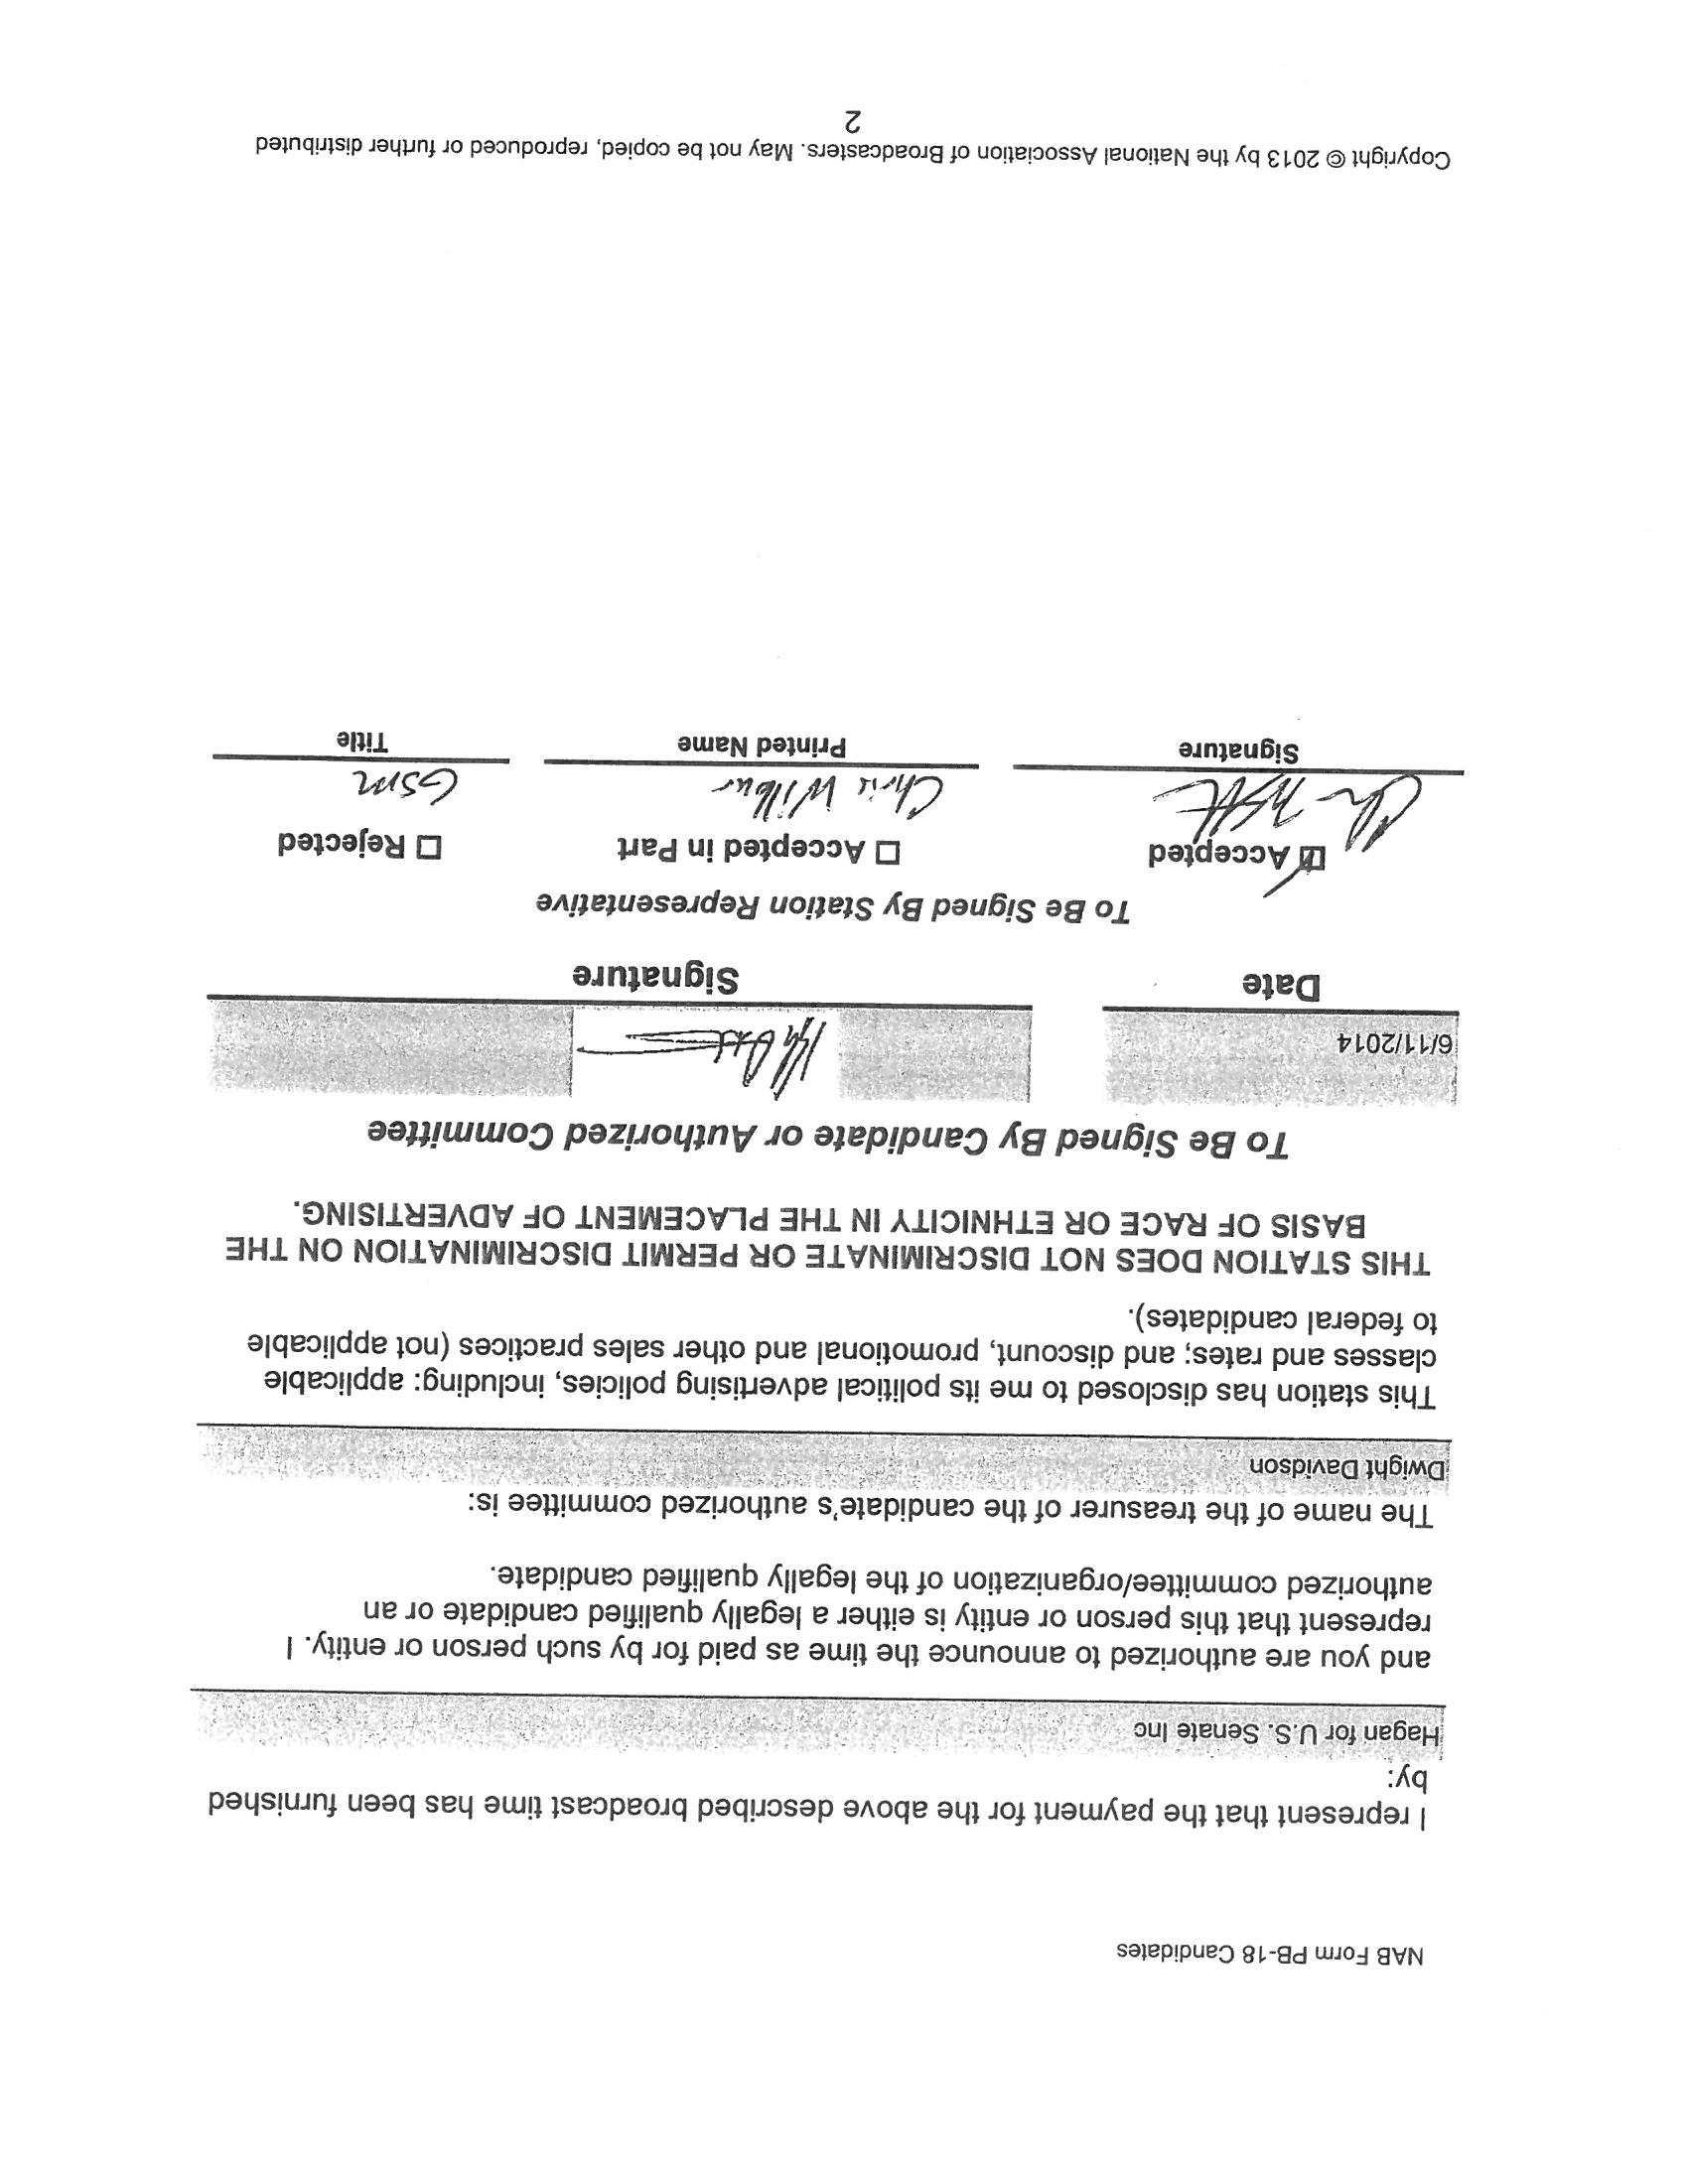 NAB Form PB-18 Candidates
I represent that the payment for the above described broadcast time has been furnished
by:
Hagan for U.S. Senate Inc
and you are authorized to announce the time as paid for by such person or entity. I
represent that this person or entity is either a legally qualified candidate or an
authorized committee/organization of the legally qualified candidate.
The name of the treasurer of the candidate's authorized committee is:
Dwight Davidson
This station has disclosed to me its political advertising policies, including: applicable
classes and rates; and discount, promotional and other sales practices (not applicable
to federal candidates).
THIS STATION DOES NOT DISCRIMINATE OR PERMIT DISCRIMINATION ON THE
BASIS OF RACE OR ETHNICITY IN THE PLACEMENT OF ADVERTISING.
To Be Signed By Candidate or Authorized Committee
6/11/2014
Date Signature
To Be Signed By Station Representative
Accepted Accepted in Part Rejected
Chris Wilbur GSM
Signature Printed Name Title
Copyright © 2013 by the National Association of Broadcasters. May not be copied, reproduced or further distributed
2